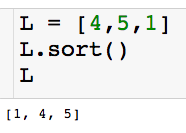 L = [4,5,1]
L.sort()
L
[1, 4, 5]